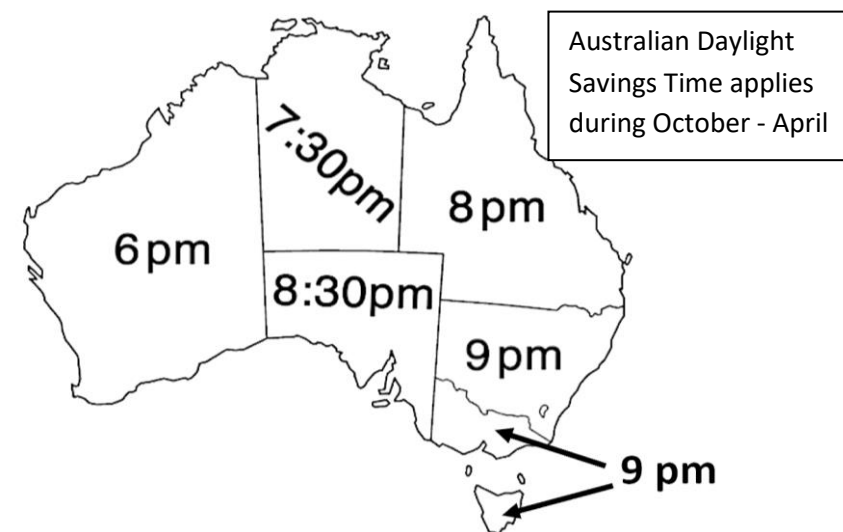 Australian Daylight
Savings Time applies
during October - April
7:30pm
8pm
6pm
8:30pm
9pm
9 pm